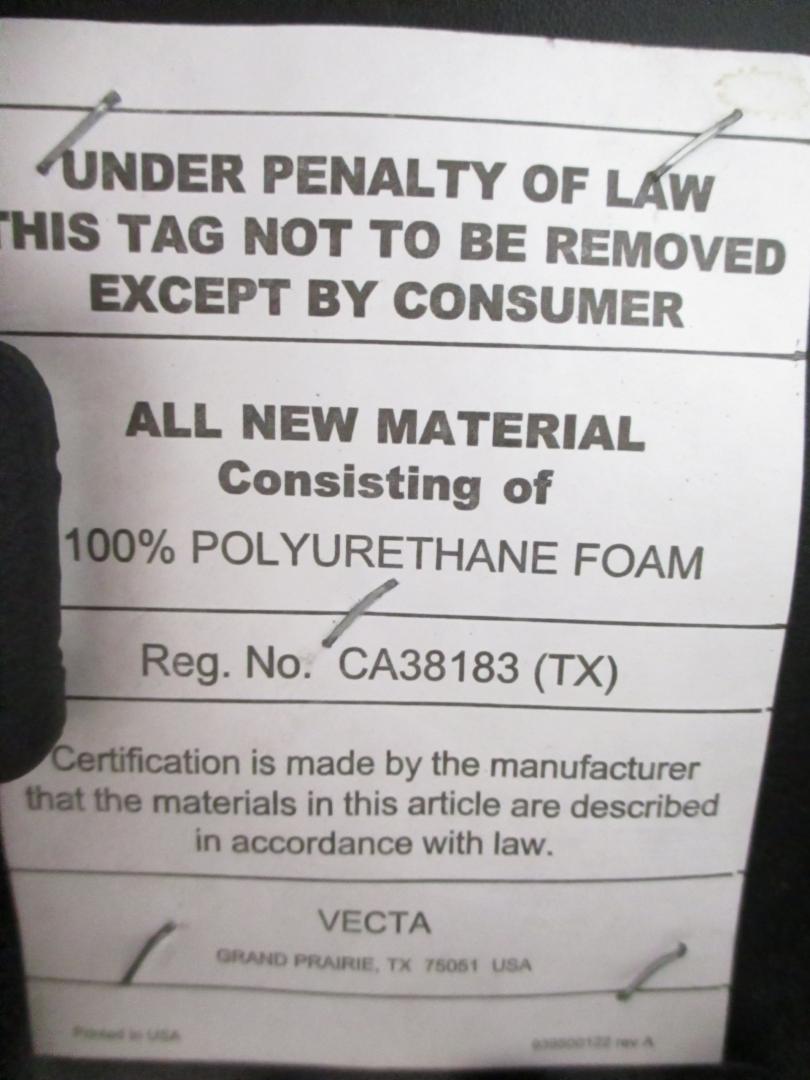 UNDER PENALTY OF LAW
THIS TAG NOT TO BE REMOVED
EXCEPT BY CONSUMER
ALL NEW MATERIAL
Consisting of
100% POLYURETHANE FOAM
Reg. No. CA38183 (TX)
Certification is made by the manufacturer
that the materials in this article are described
in accordance with law.
VECTA
GRAND PRAIRIE, TX 75051 USA
Printed in USA
rev A